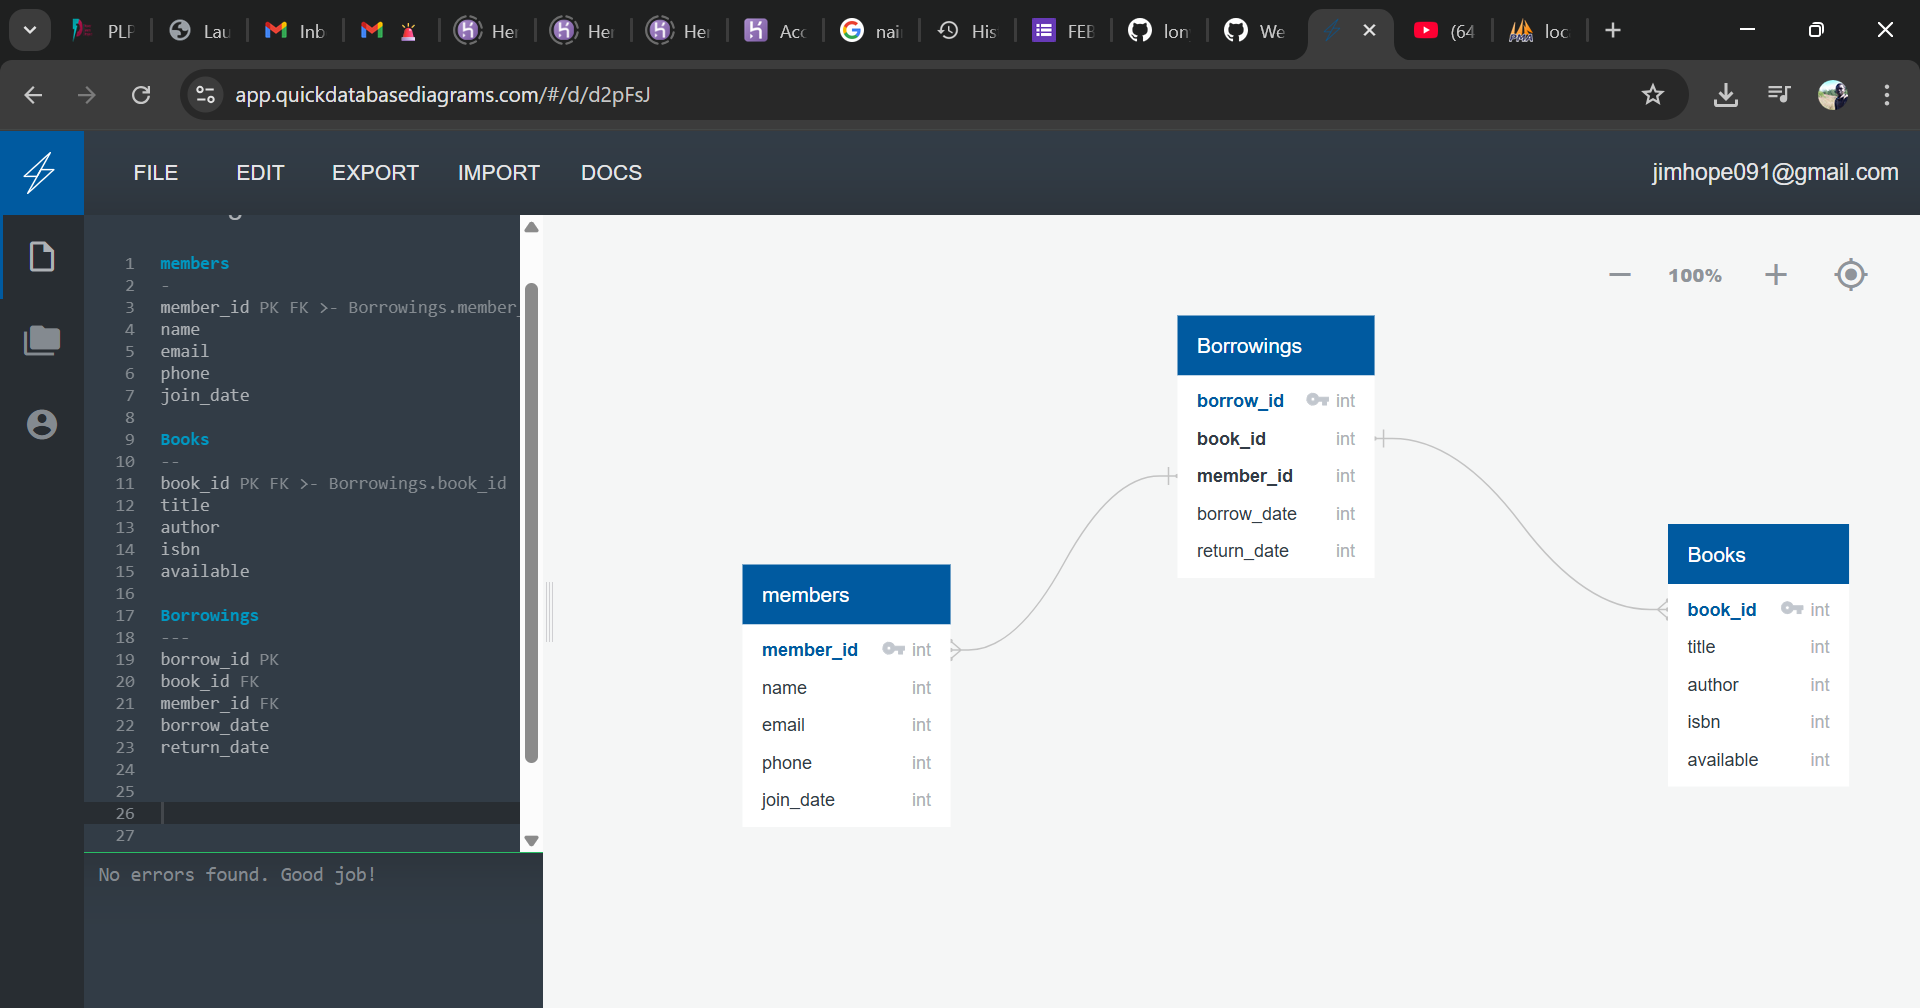 PLP
Lau
Inb
Her
Her
Her
Acc
nai
His
FEB
lon
We
(64
loc
app.quickdatabasediagrams.com/#/d/d2pFsJ
FILE EDIT EXPORT IMPORT DOCS
jimhope091@gmail.com
1 members
2 -
3 member_id PK FK >- Borrowings.member_
4 name
5 email
6 phone
7 join_date
8
9 Books
10 --
11 book_id PK FK >- Borrowings.book_id
12 title
13 author
14 isbn
15 available
16
17 Borrowings
18 ---
19 borrow_id PK
20 book_id FK
21 member_id FK
22 borrow_date
23 return_date
24
25
26
27
No errors found. Good job!
100%
Borrowings
borrow_id int
book_id int
member_id int
borrow_date int
return_date int
members
member_id int
name int
email int
phone int
join_date int
Books
book_id int
title int
author int
isbn int
available int